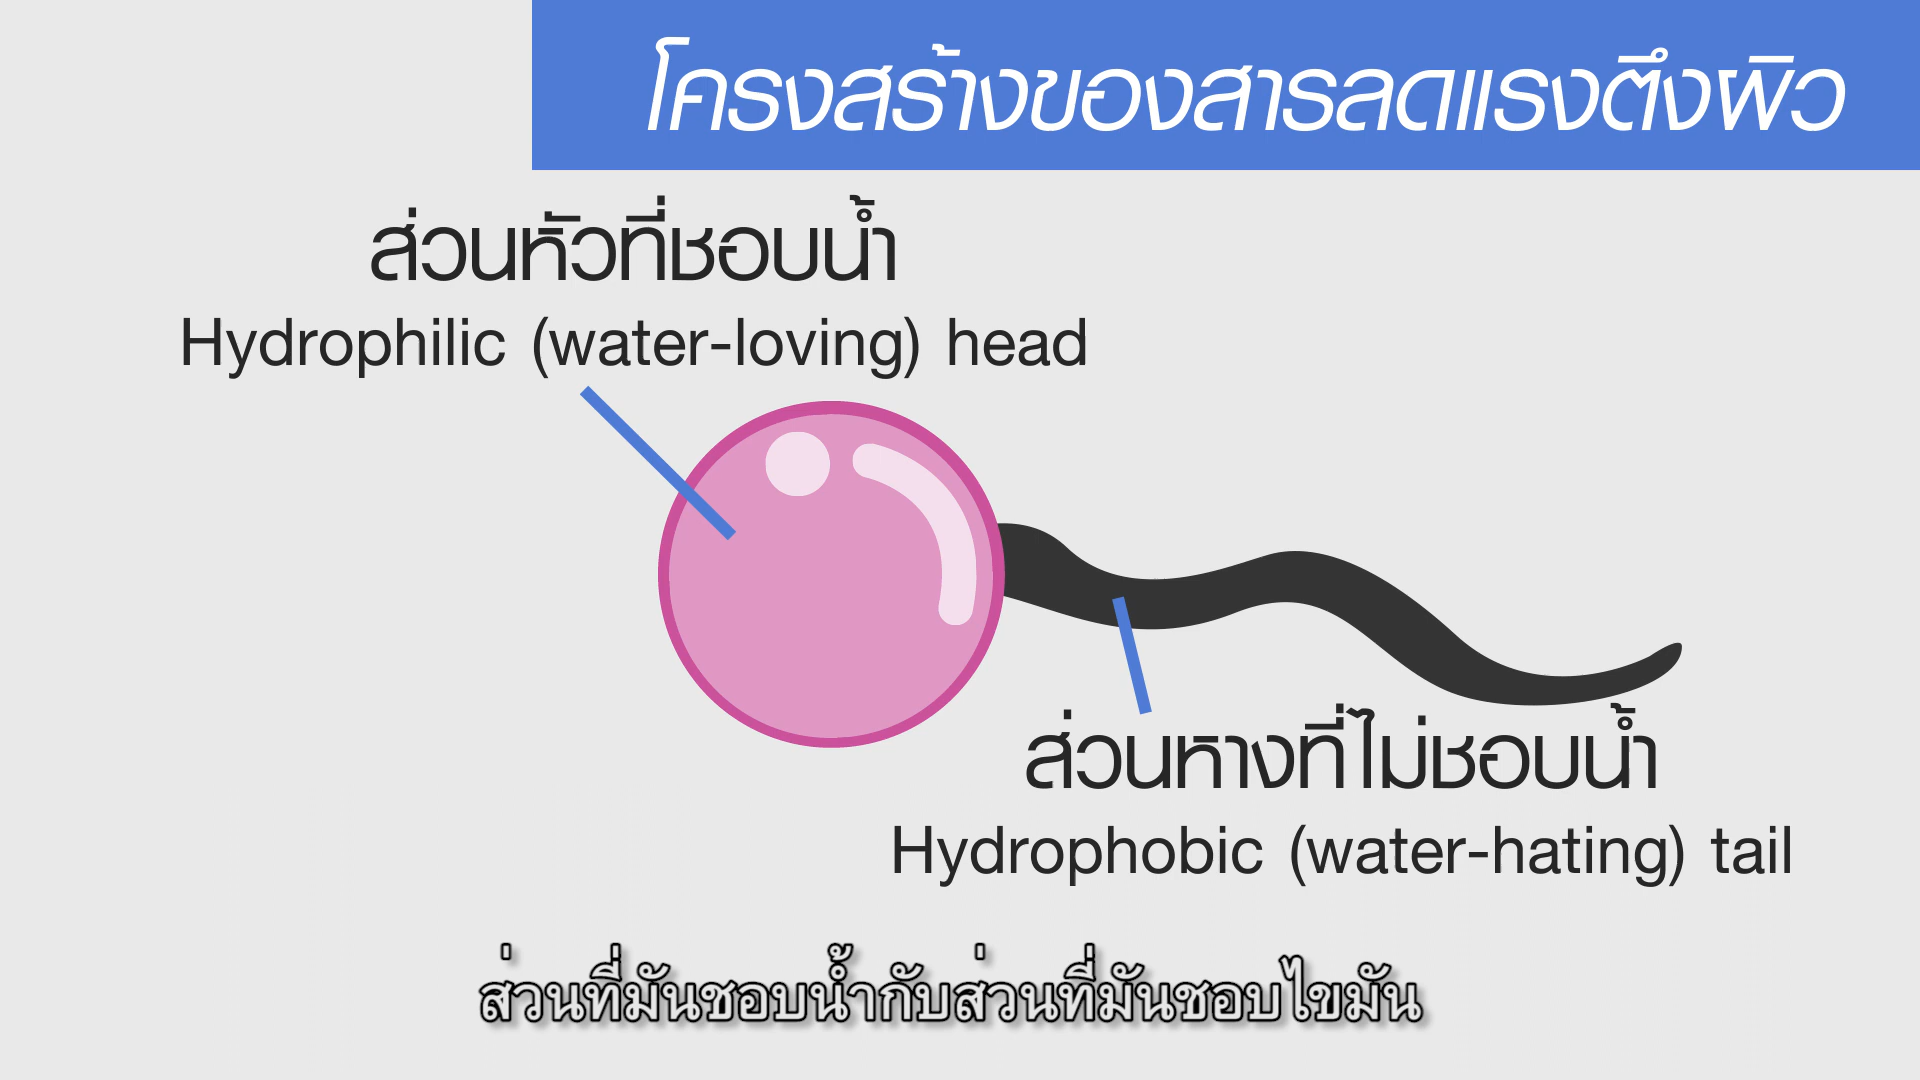 โครงสร้างของสารลดแรงตึงผิว
ส่วนหัวที่ชอบน้ำ
Hydrophilic (water-loving) head
ส่วนหางที่ไม่ชอบน้ำ
Hydrophobic (water-hating) tail
ส่วนที่มันชอบน้ำกับส่วนที่มันชอบไขมัน